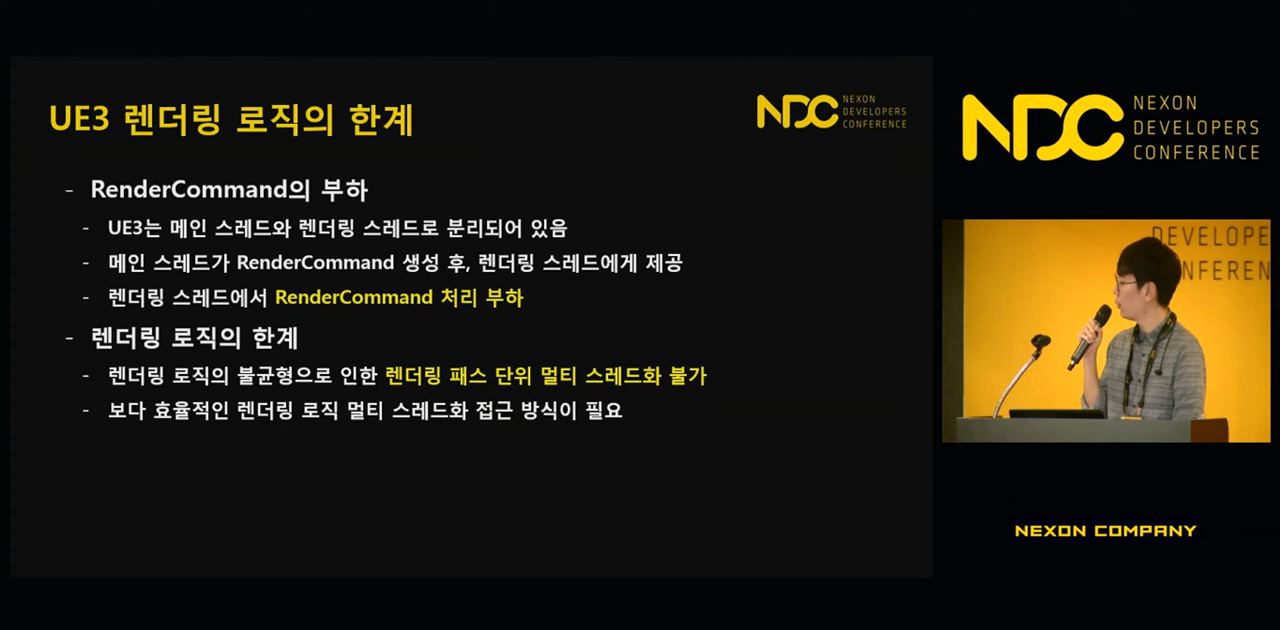 UE3 렌더링 로직의 한계
NDC NEXON
DEVELOPERS
CONFERENCE
- RenderCommand의 부하
- UE3는 메인 스레드와 렌더링 스레드로 분리되어 있음
- 메인 스레드가 RenderCommand 생성 후, 렌더링 스레드에게 제공
- 렌더링 스레드에서 RenderCommand 처리 부하
- 렌더링 로직의 한계
- 렌더링 로직의 불균형으로 인한 렌더링 패스 단위 멀티 스레드화 불가
- 보다 효율적인 렌더링 로직 멀티 스레드화 접근 방식이 필요
NDC NEXON
DEVELOPERS
CONFERENCE
DEVELOPE
NFEREN
NEXON COMPANY